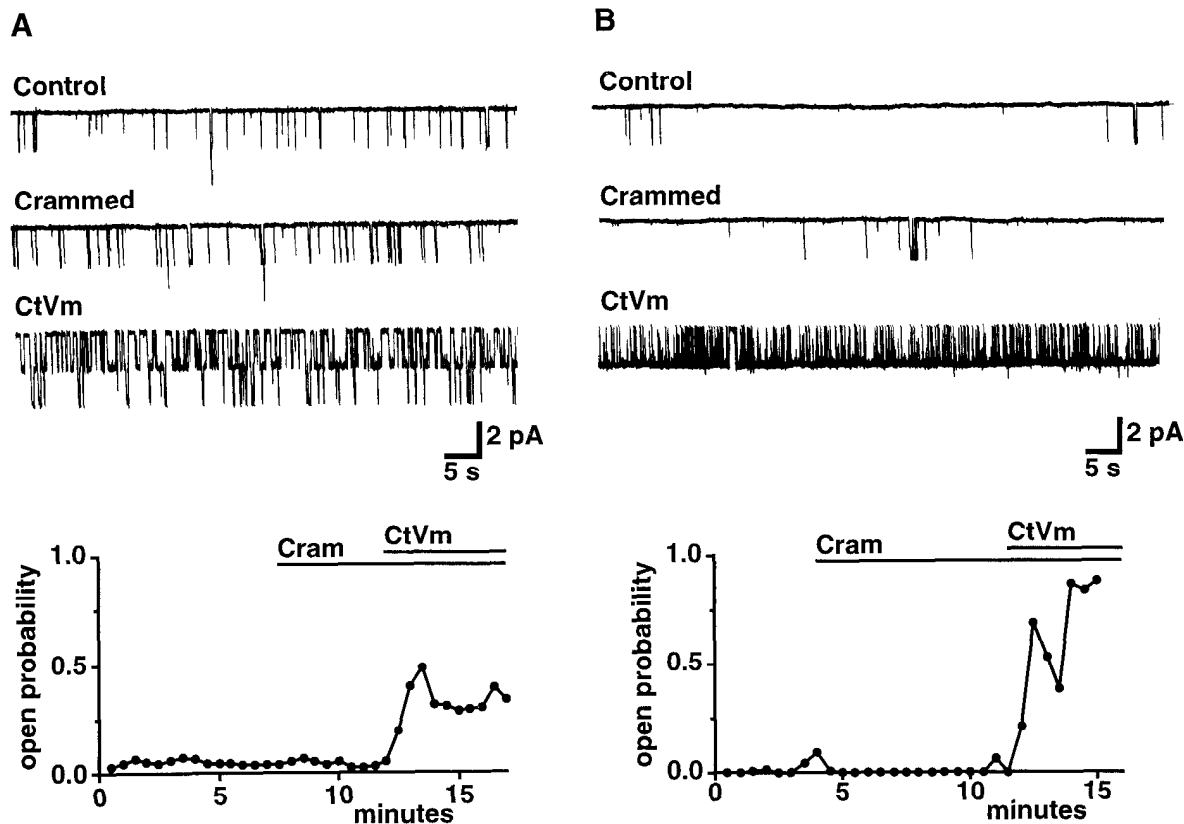 A
Control
Crammed
CtVm
2 pA
5 s
CtVm
Cram
1.0
0.5
0.0
open probability
0
5
10
15
minutes
B
Control
Crammed
CtVm
2 pA
5 s
CtVm
Cram
1.0
0.5
0.0
open probability
0
5
10
15
minutes